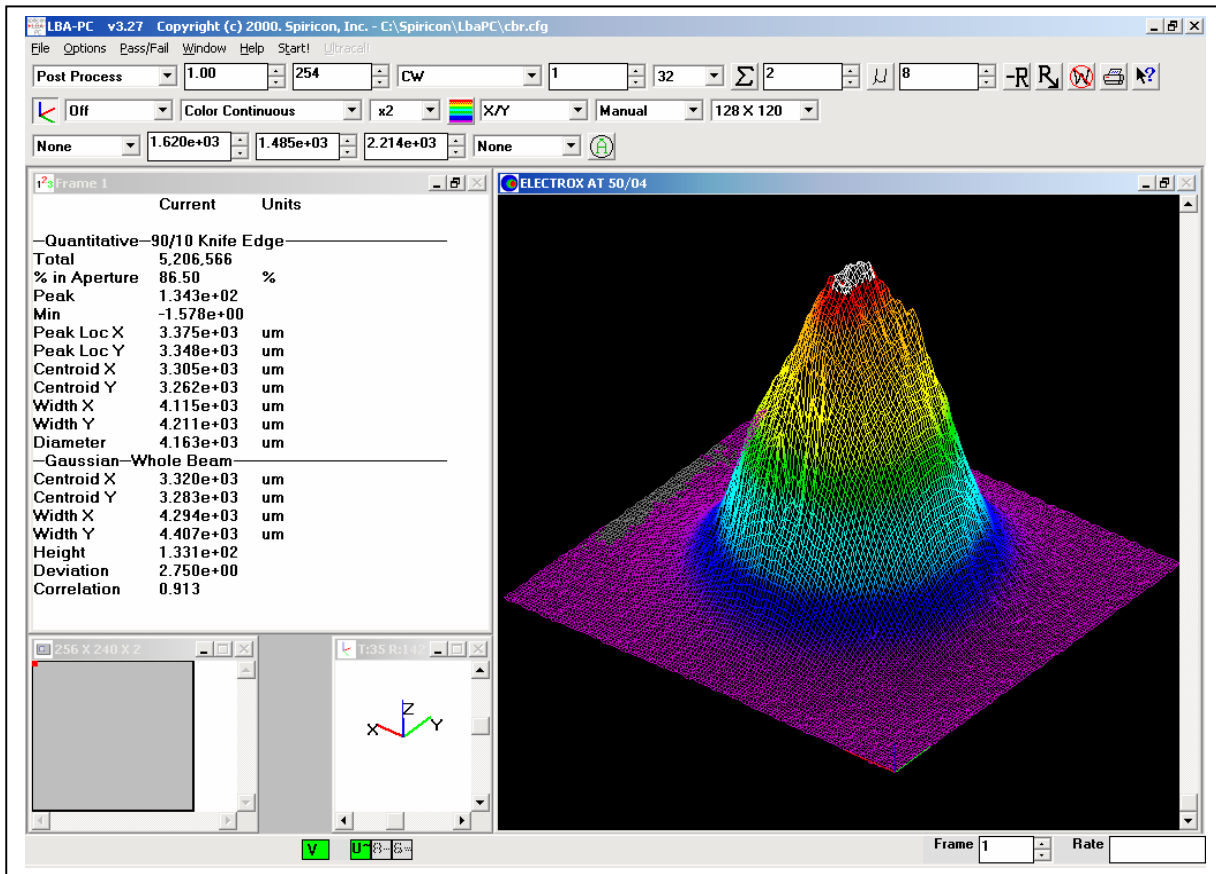 LBA-PC v3.27 Copyright (c) 2000. Spiricon, Inc. - C:\Spiricon\LbaPC\cbr.cfg
File Options Pass/Fail Window Help Start! Ultracal!
Post Process 1.00 254 CW 1 32 Σ 2 µ 8 -R R
Off Color Continuous x2 X/Y Manual 128 X 120
None 1.620e+03 1.485e+03 2.214e+03 None A
Frame 1
Current Units
Quantitative—90/10 Knife Edge
Total 5,206,566
% in Aperture 86.50 %
Peak 1.343e+02
Min -1.578e+00
Peak Loc X 3.375e+03 um
Peak Loc Y 3.348e+03 um
Centroid X 3.305e+03 um
Centroid Y 3.262e+03 um
Width X 4.115e+03 um
Width Y 4.211e+03 um
Diameter 4.163e+03 um
Gaussian—Whole Beam
Centroid X 3.320e+03 um
Centroid Y 3.283e+03 um
Width X 4.294e+03 um
Width Y 4.407e+03 um
Height 1.331e+02
Deviation 2.750e+00
Correlation 0.913
ELECTROX AT 50/04
256 X 240 X 2
T:35 R:142
X Z Y
V
Frame 1 Rate